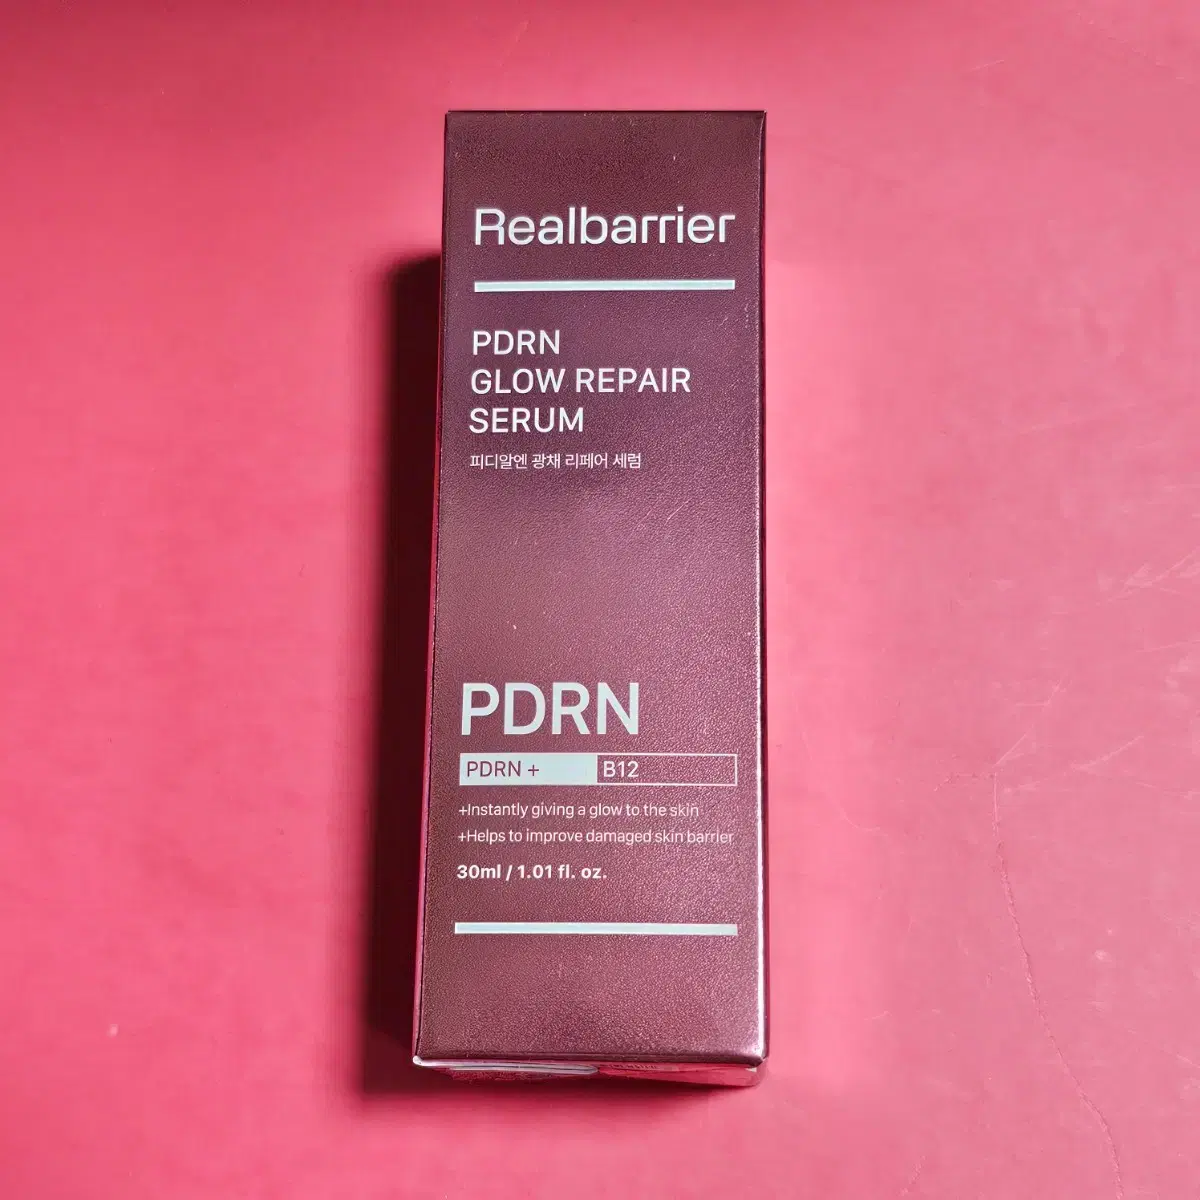 Realbarrier
PDRN
GLOW REPAIR
SERUM
피디알엔 광채 리페어 세럼
PDRN
PDRN + B12
+Instantly giving a glow to the skin
+Helps to improve damaged skin barrier
30ml / 1.01 fl. oz.